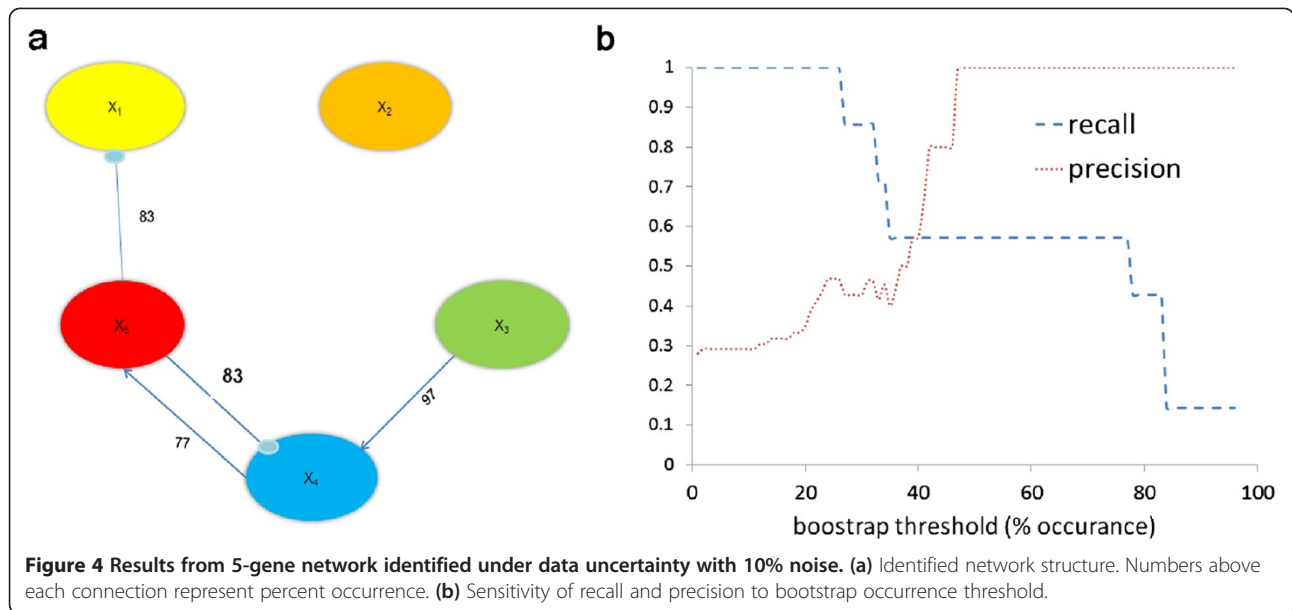 a
b
X1
X2
83
X5
X3
83
97
77
X4
1
0.9
0.8
0.7
0.6
0.5
0.4
0.3
0.2
0.1
0
recall
precision
0 20 40 60 80 100
boostrap threshold (% occurance)
Figure 4 Results from 5-gene network identified under data uncertainty with 10% noise. (a) Identified network structure. Numbers above
each connection represent percent occurrence. (b) Sensitivity of recall and precision to bootstrap occurrence threshold.